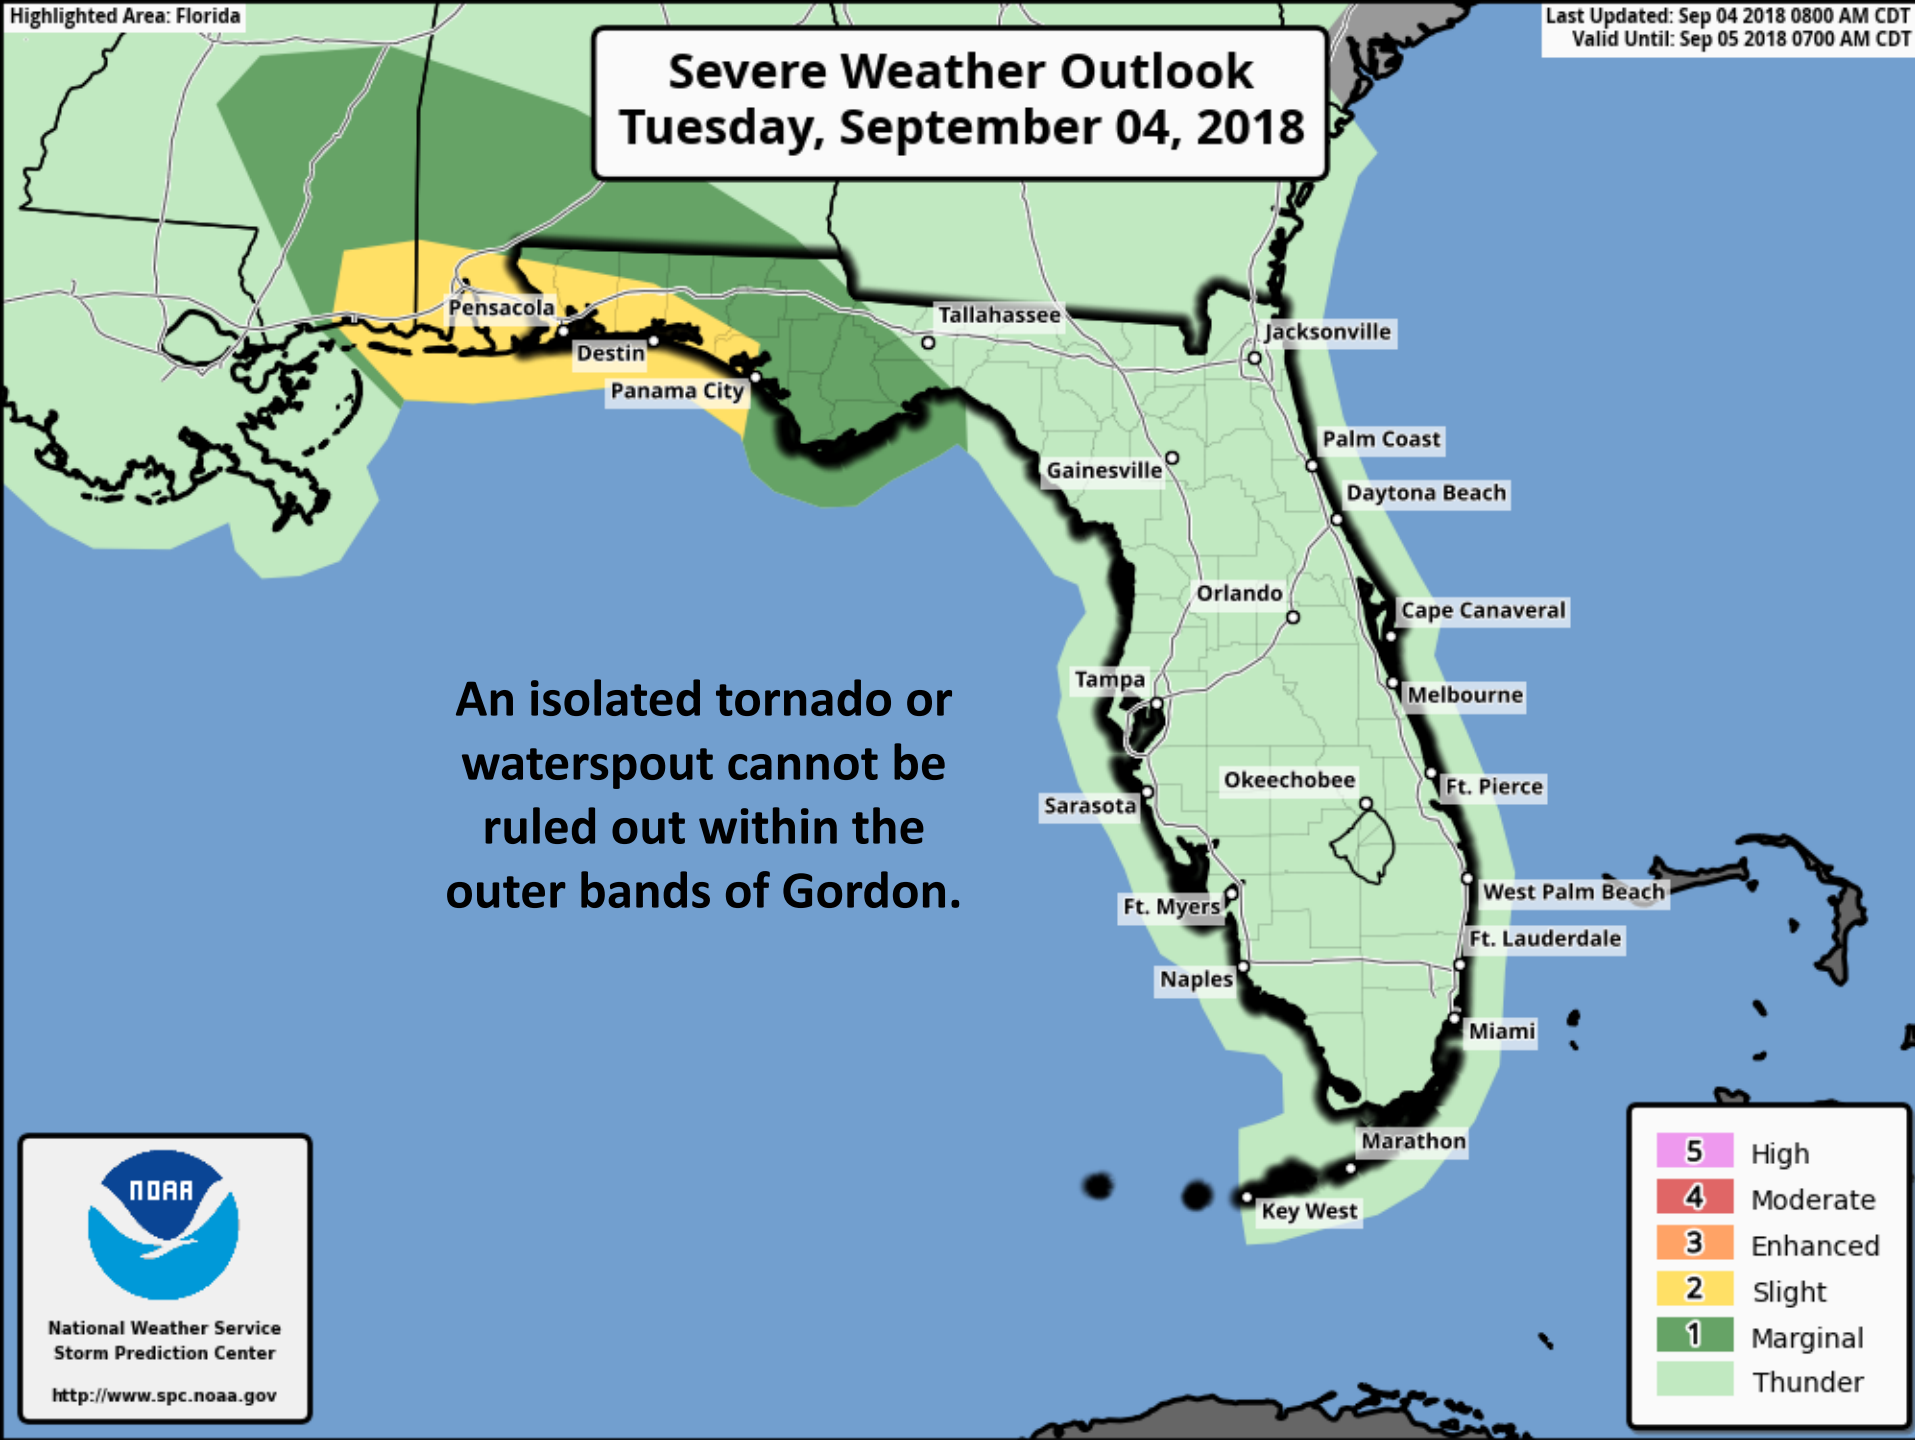 Highlighted Area: Florida
Last Updated: Sep 04 2018 0800 AM CDT
Valid Until: Sep 05 2018 0700 AM CDT
Severe Weather Outlook
Tuesday, September 04, 2018
Pensacola
Destin
Panama City
Tallahassee
Jacksonville
Palm Coast
Gainesville
Daytona Beach
Orlando
Cape Canaveral
Tampa
Melbourne
Okeechobee
Ft. Pierce
Sarasota
West Palm Beach
Ft. Myers
Ft. Lauderdale
Naples
Miami
Marathon
Key West
An isolated tornado or
waterspout cannot be
ruled out within the
outer bands of Gordon.
NOAA
National Weather Service
Storm Prediction Center
http://www.spc.noaa.gov
5 High
4 Moderate
3 Enhanced
2 Slight
1 Marginal
Thunder